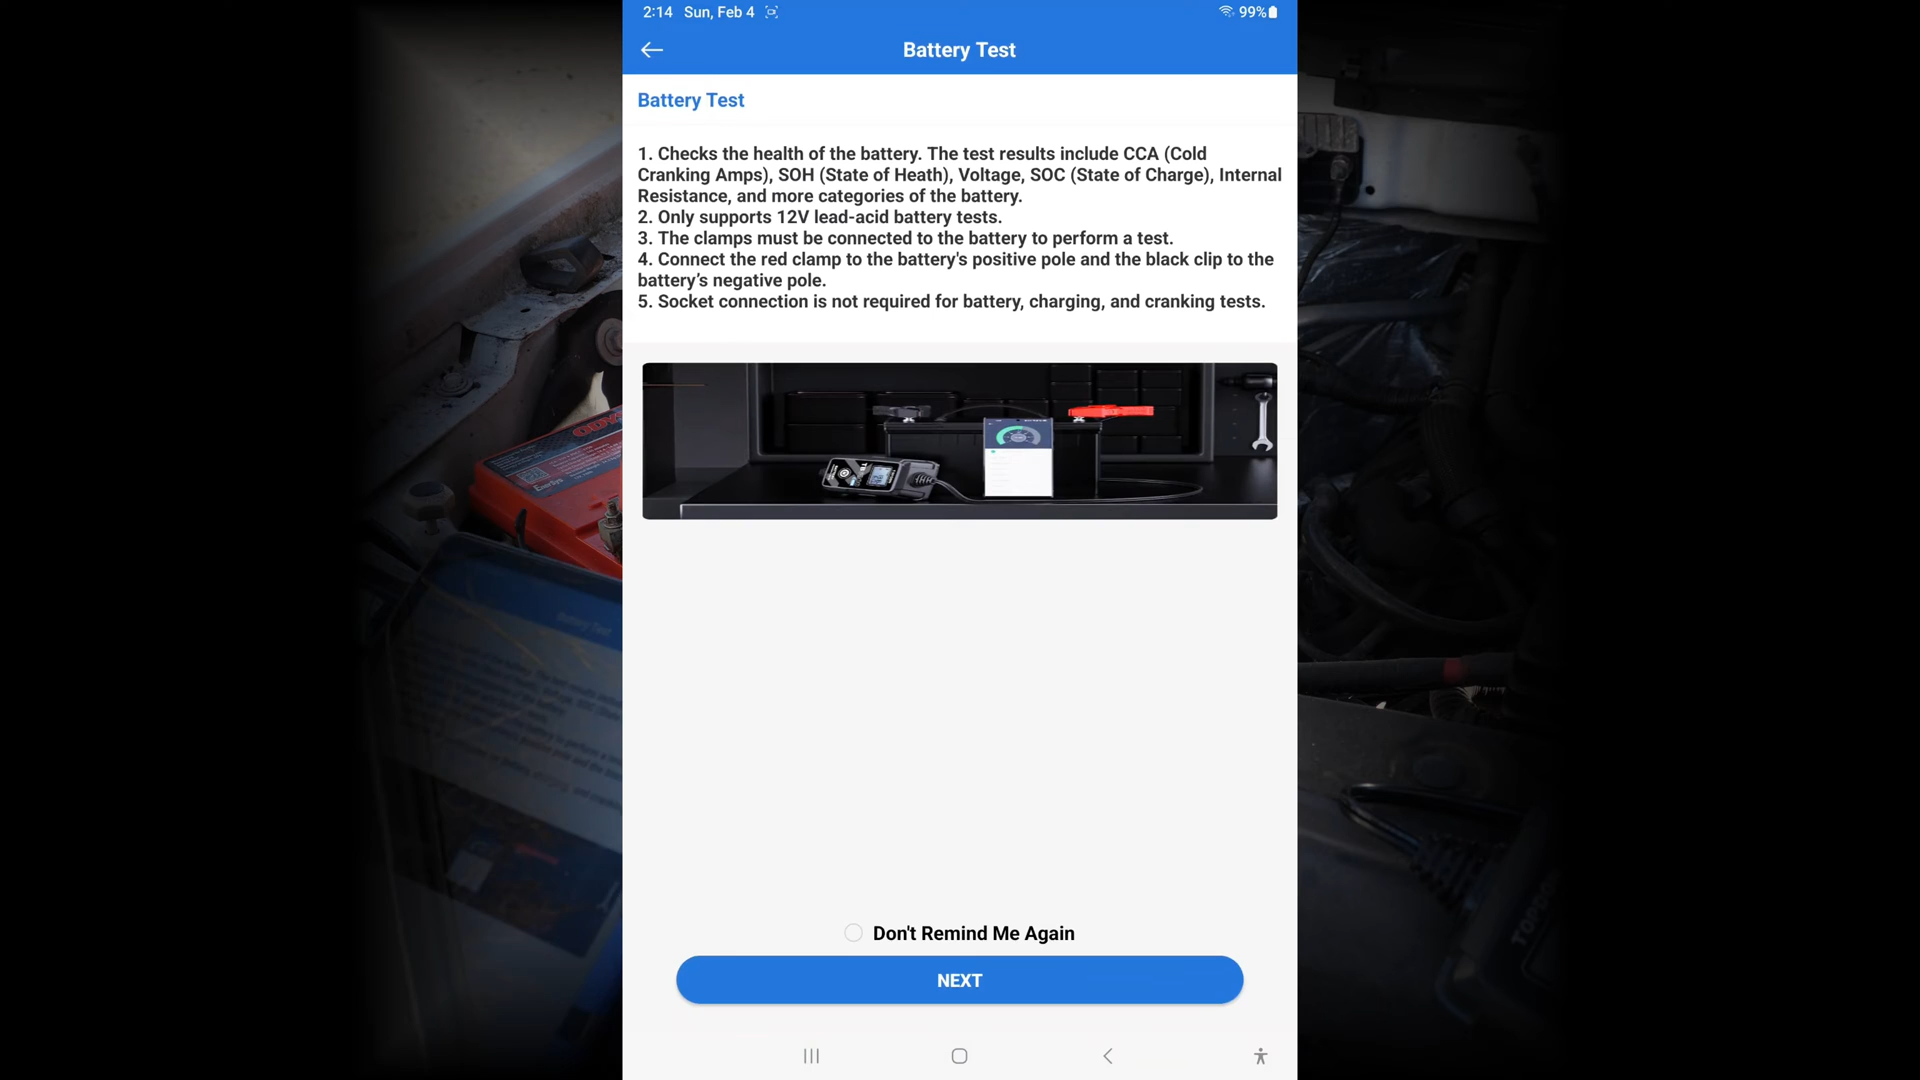 2:14 Sun, Feb 4
99%
Battery Test
Battery Test
1. Checks the health of the battery. The test results include CCA (Cold
Cranking Amps), SOH (State of Heath), Voltage, SOC (State of Charge), Internal
Resistance, and more categories of the battery.
2. Only supports 12V lead-acid battery tests.
3. The clamps must be connected to the battery to perform a test.
4. Connect the red clamp to the battery's positive pole and the black clip to the
battery’s negative pole.
5. Socket connection is not required for battery, charging, and cranking tests.
Don't Remind Me Again
NEXT
Battery Test